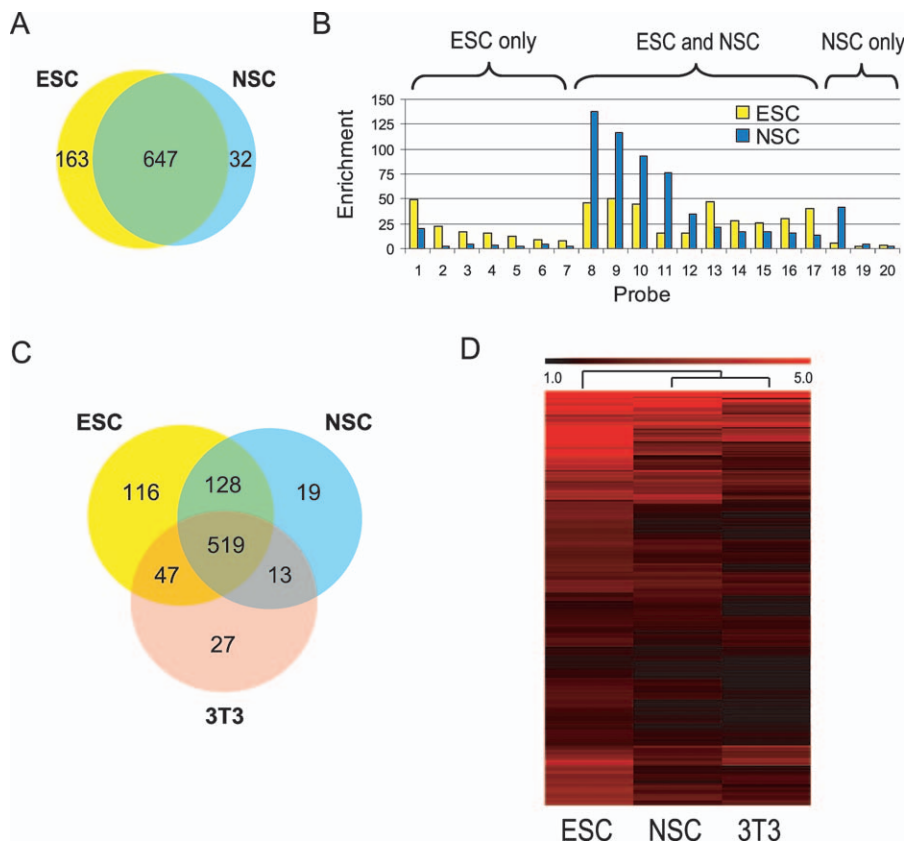 A
ESC
NSC
163
647
32
B
ESC only
ESC and NSC
NSC only
150
125
100
75
50
25
0
Enrichment
ESC
NSC
1 2 3 4 5 6 7 8 9 10 11 12 13 14 15 16 17 18 19 20
Probe
C
ESC
NSC
116
128
19
519
47
13
27
3T3
D
1.0 5.0
ESC NSC 3T3